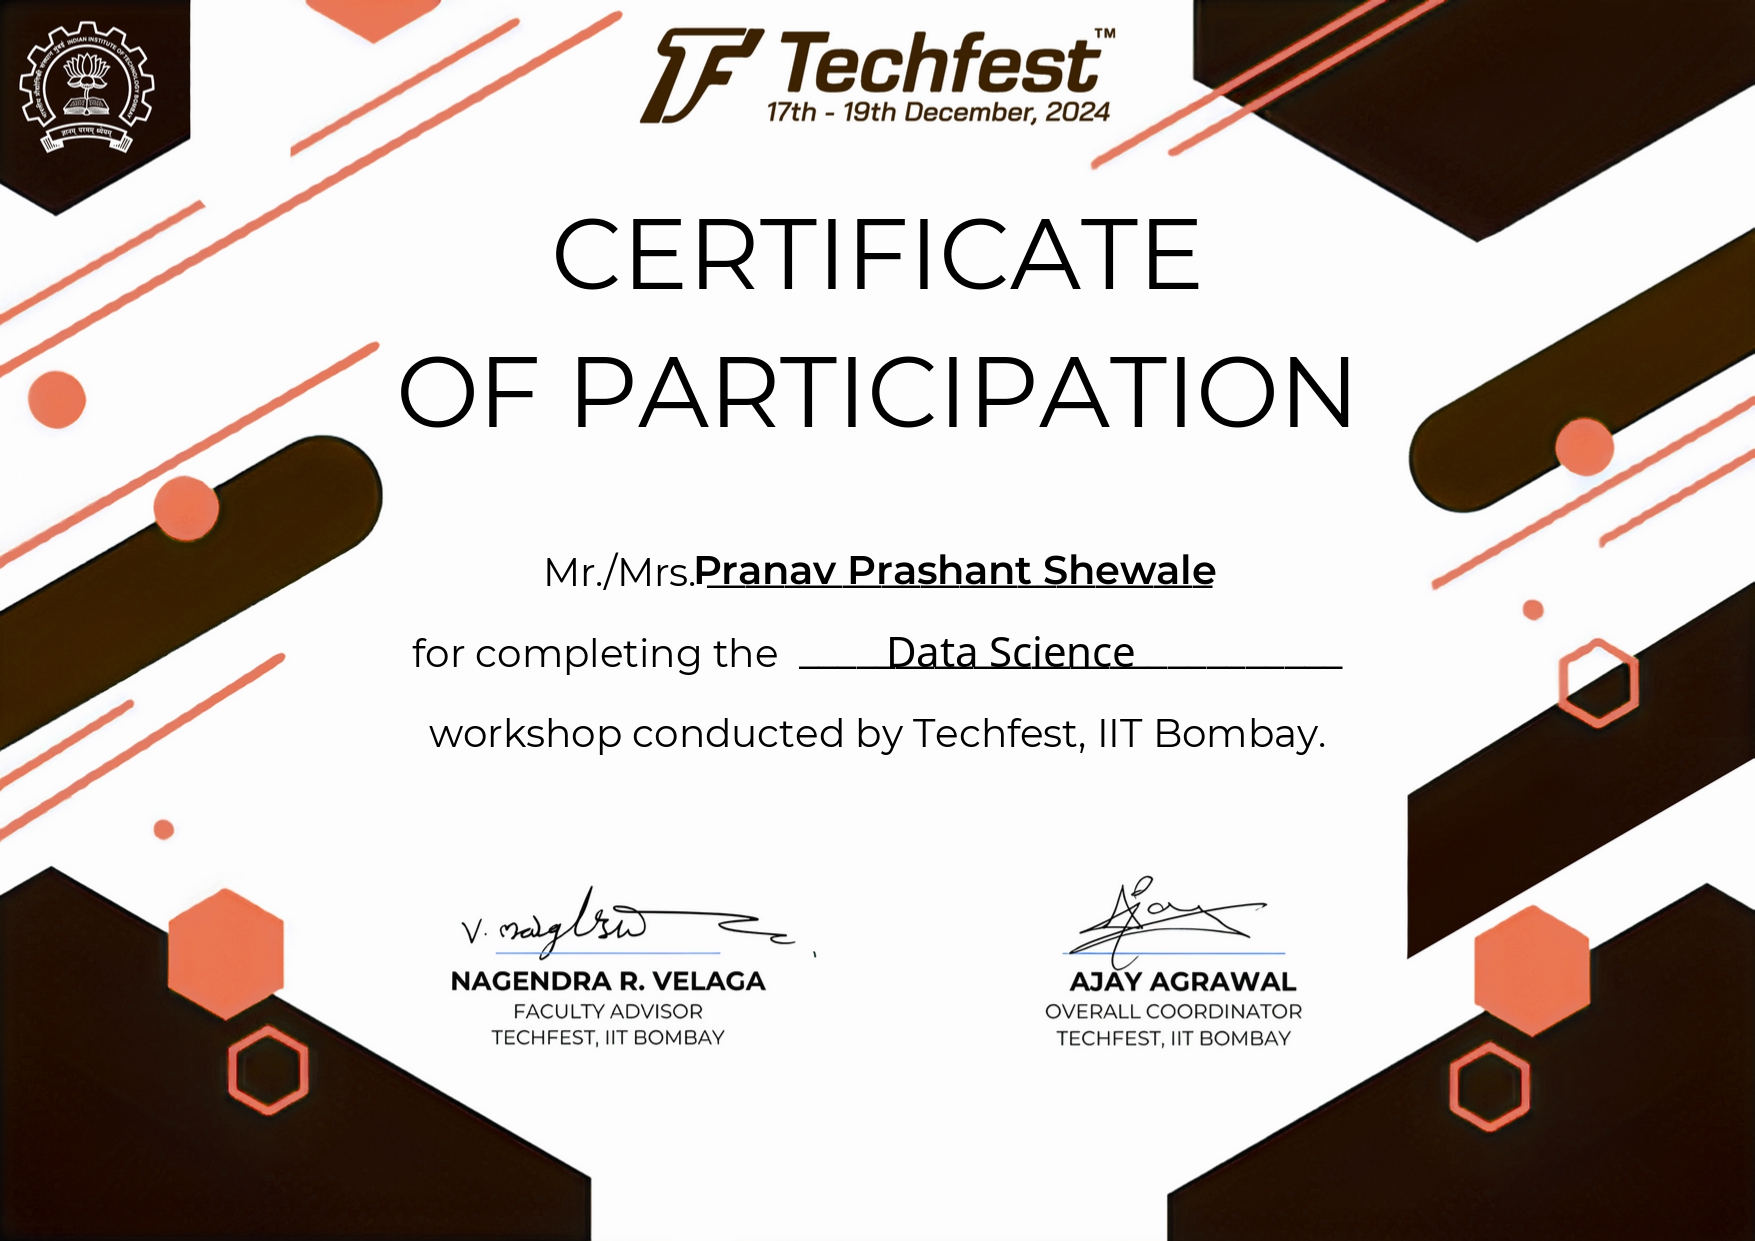 INDIAN INSTITUTE OF TECHNOLOGY BOMBAY
ज्ञानम् परमम् ध्येयम्
Techfest™
17th - 19th December, 2024
CERTIFICATE
OF PARTICIPATION
Mr./Mrs. Pranav Prashant Shewale
for completing the Data Science
workshop conducted by Techfest, IIT Bombay.
NAGENDRA R. VELAGA
FACULTY ADVISOR
TECHFEST, IIT BOMBAY
Ajay
AJAY AGRAWAL
OVERALL COORDINATOR
TECHFEST, IIT BOMBAY